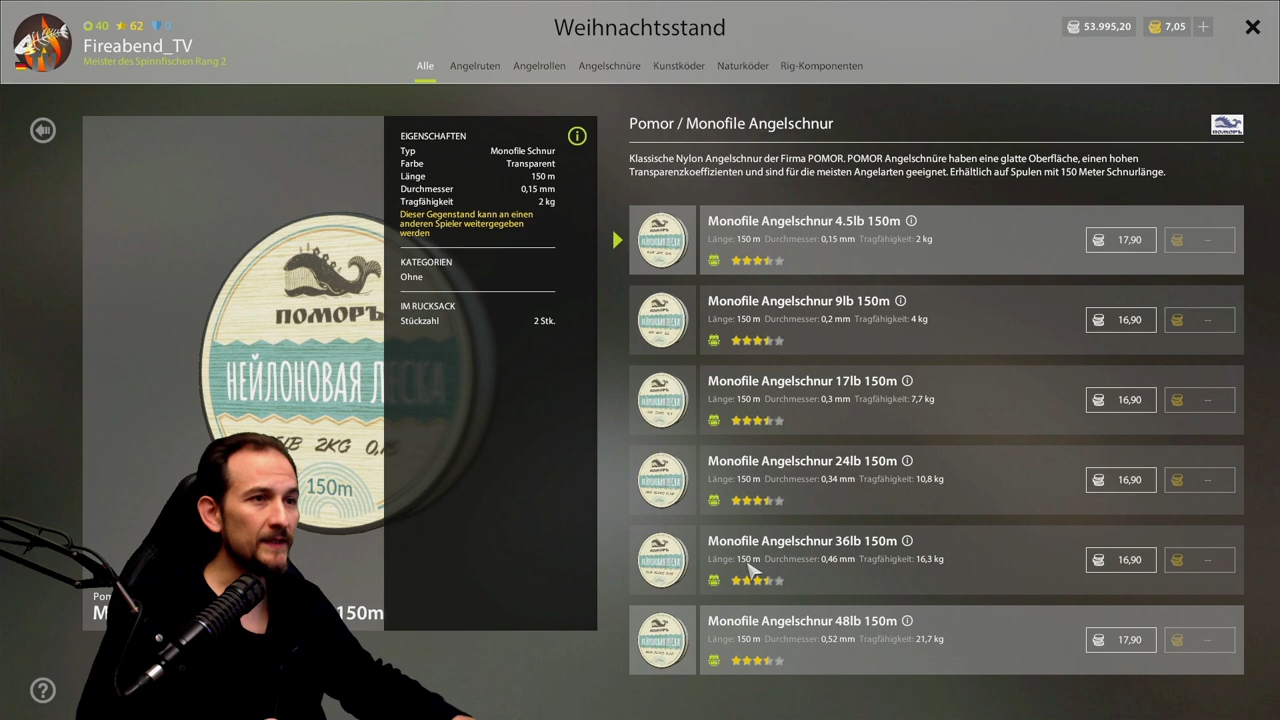 40 62 0
Fireabend_TV
Meister des Spinnfischen Rang 2
Weihnachtsstand
53.995,20 7,05 +
Alle Angelruten Angelrollen Angelschnüre Kunstköder Naturköder Rig-Komponenten
EIGENSCHAFTEN
Typ Monofile Schnur
Farbe Transparent
Länge 150 m
Durchmesser 0,15 mm
Tragfähigkeit 2 kg
Dieser Gegenstand kann an einen
anderen Spieler weitergegeben
werden
KATEGORIEN
Ohne
IM RUCKSACK
Stückzahl 2 Stk.
ПОМОРЪ
НЕЙЛОНОВАЯ ЛЕСКА
2KG
150m
150m
Pomor / Monofile Angelschnur
ПОМОРЪ
Klassische Nylon Angelschnur der Firma POMOR. POMOR Angelschnüre haben eine glatte Oberfläche, einen hohen
Transparenzkoeffizienten und sind für die meisten Angelarten geeignet. Erhältlich auf Spulen mit 150 Meter Schnurlänge.
Monofile Angelschnur 4.5lb 150m
Länge: 150 m Durchmesser: 0,15 mm Tragfähigkeit: 2 kg
17,90 --
Monofile Angelschnur 9lb 150m
Länge: 150 m Durchmesser: 0,2 mm Tragfähigkeit: 4 kg
16,90 --
Monofile Angelschnur 17lb 150m
Länge: 150 m Durchmesser: 0,3 mm Tragfähigkeit: 7,7 kg
16,90 --
Monofile Angelschnur 24lb 150m
Länge: 150 m Durchmesser: 0,34 mm Tragfähigkeit: 10,8 kg
16,90 --
Monofile Angelschnur 36lb 150m
Länge: 150 m Durchmesser: 0,46 mm Tragfähigkeit: 16,3 kg
16,90 --
Monofile Angelschnur 48lb 150m
Länge: 150 m Durchmesser: 0,52 mm Tragfähigkeit: 21,7 kg
17,90 --
?